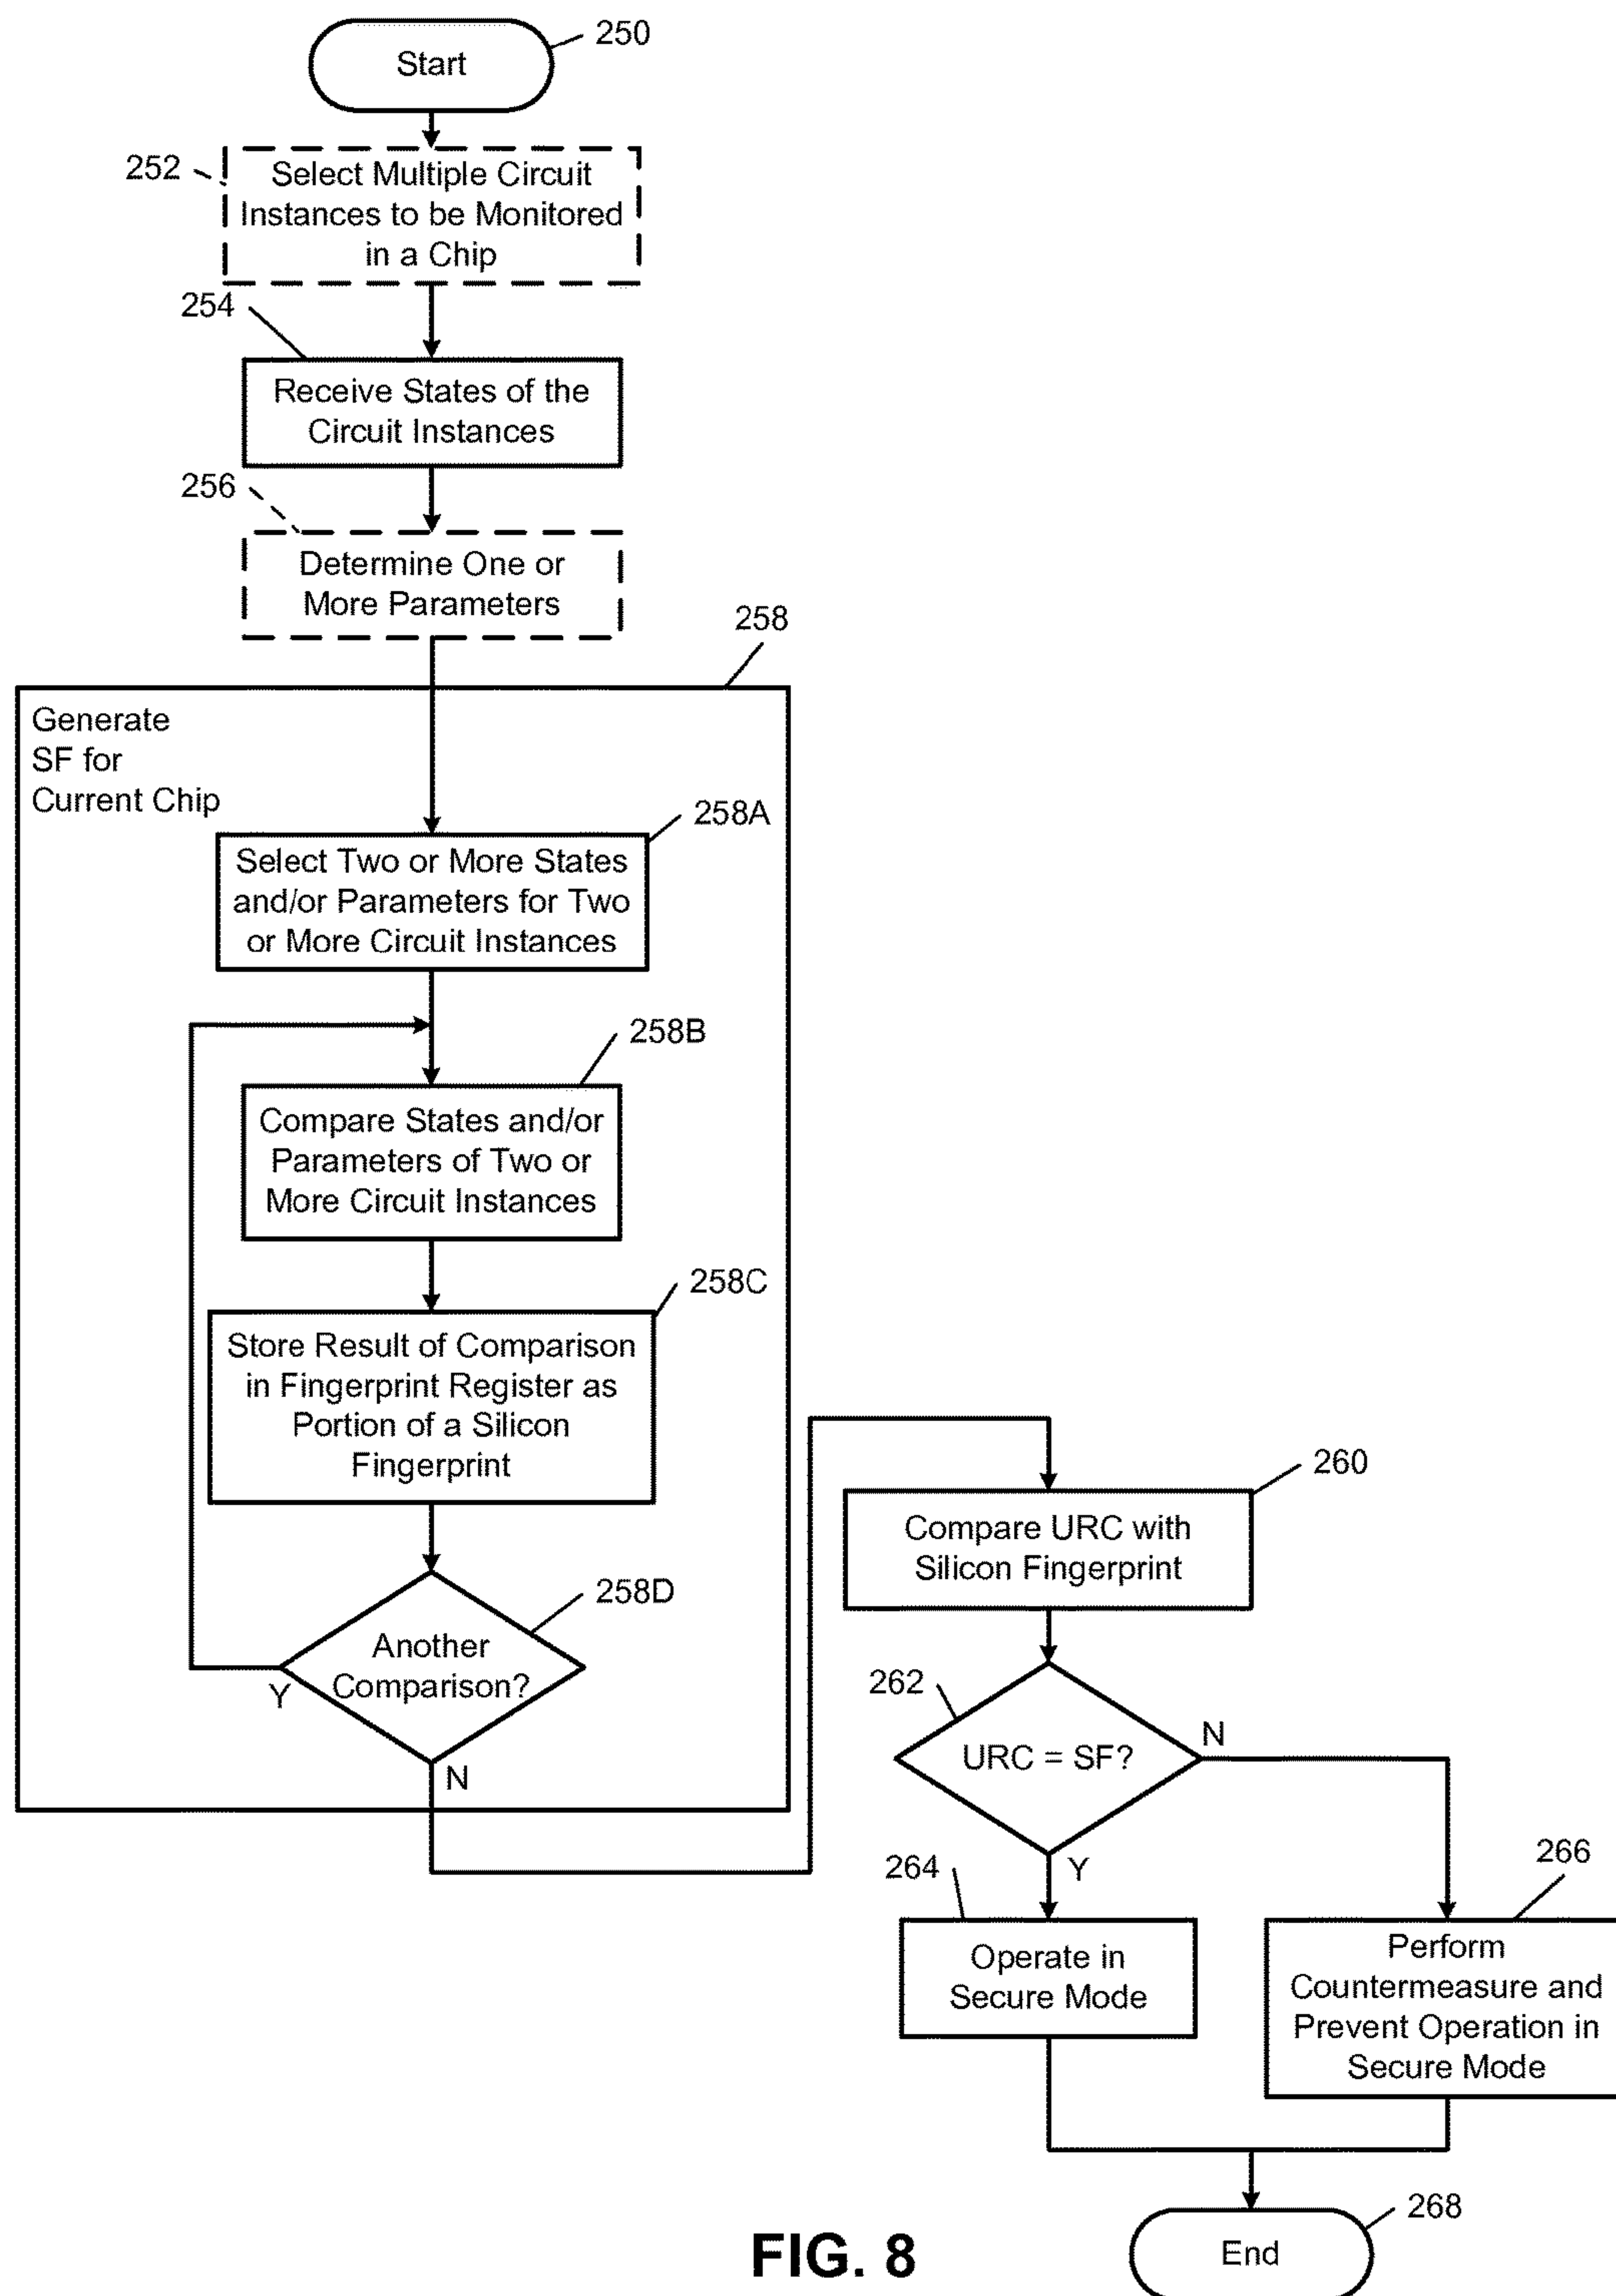 250
Start
252
Select Multiple Circuit
Instances to be Monitored
in a Chip
254
Receive States of the
Circuit Instances
256
Determine One or
More Parameters
258
Generate
SF for
Current Chip
258A
Select Two or More States
and/or Parameters for Two
or More Circuit Instances
258B
Compare States and/or
Parameters of Two or
More Circuit Instances
258C
Store Result of Comparison
in Fingerprint Register as
Portion of a Silicon
Fingerprint
258D
Another
Comparison?
Y
N
260
Compare URC with
Silicon Fingerprint
262
URC = SF?
N
Y
264
Operate in
Secure Mode
266
Perform
Countermeasure and
Prevent Operation in
Secure Mode
268
End
FIG. 8